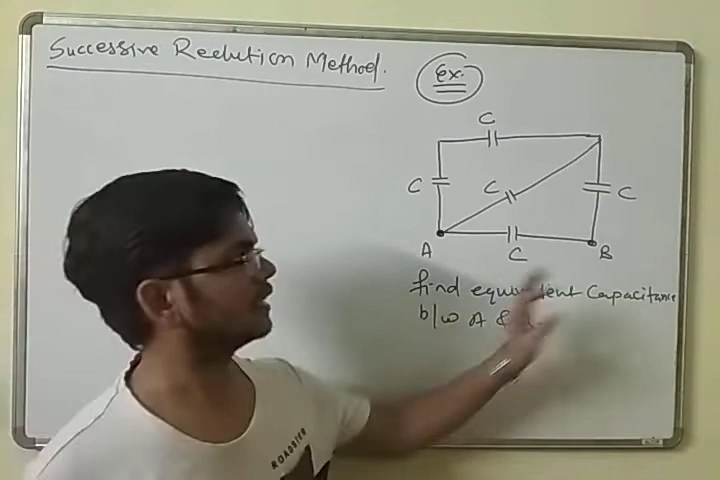 Successive Reduction Method.
Ex.
C
C
C
C
C
A
B
find equivalent Capacitance
b/w A &
ROADSTER